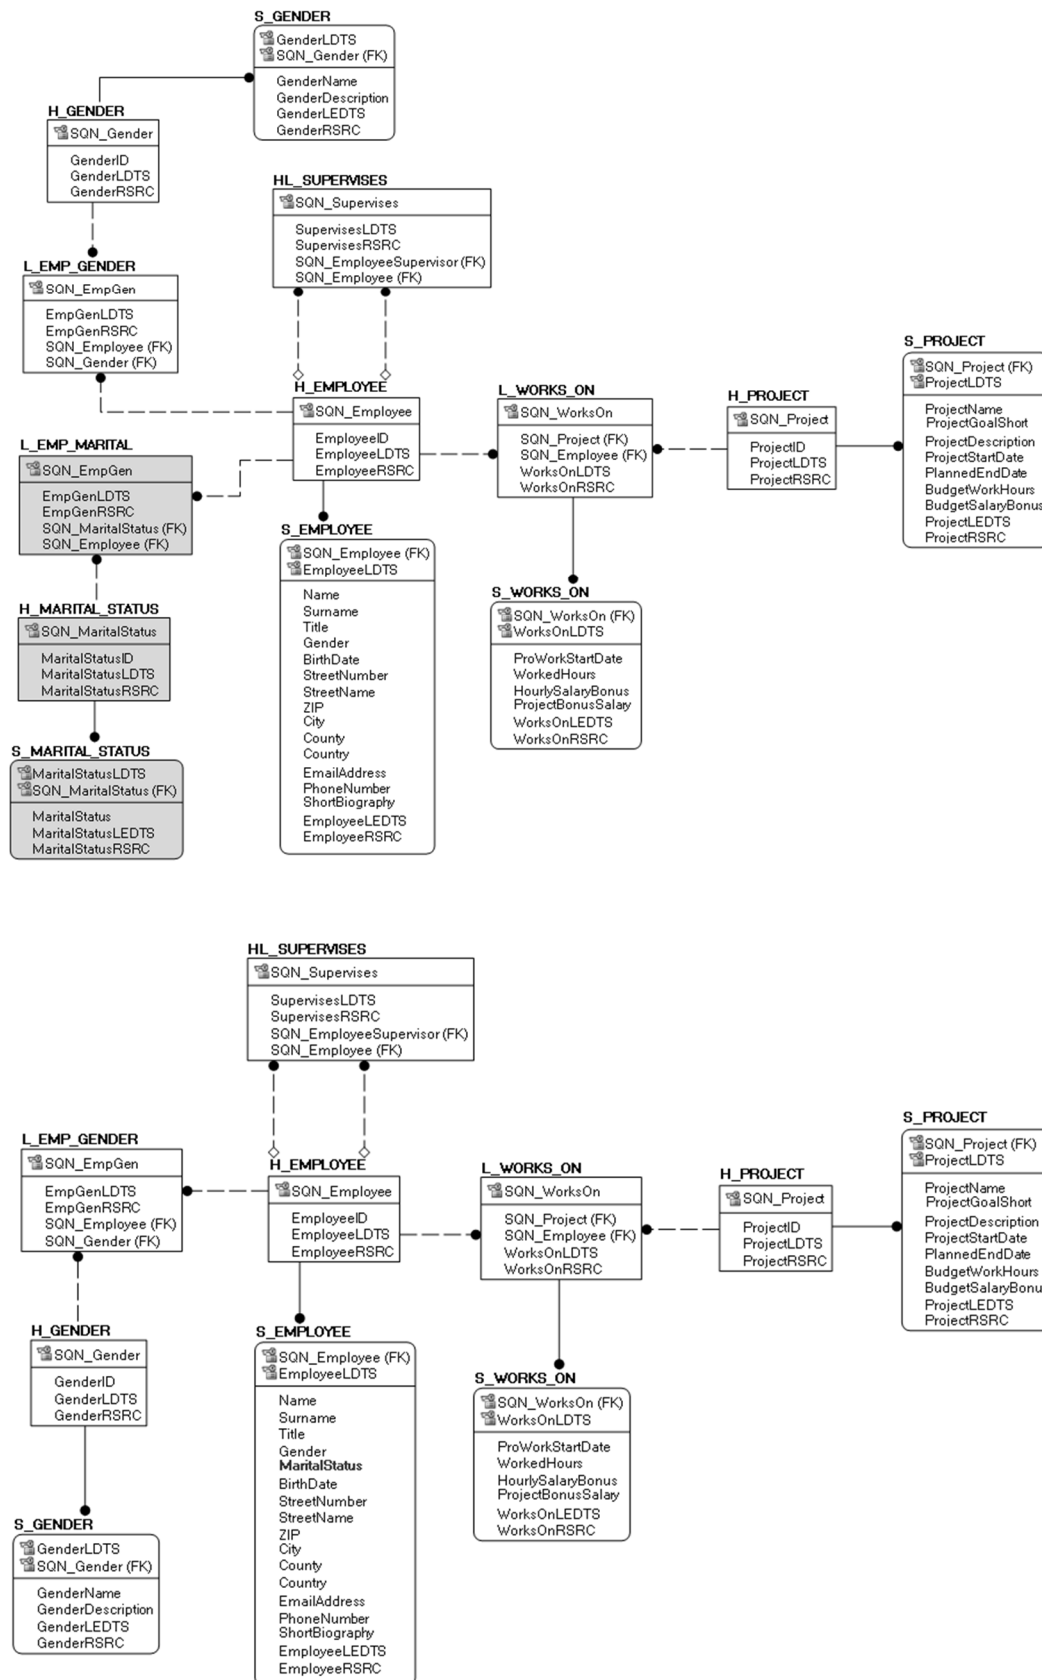 S_GENDER
GenderLDTS
SQN_Gender (FK)
GenderName
GenderDescription
GenderLEDTS
GenderRSRC
H_GENDER
SQN_Gender
GenderID
GenderLDTS
GenderRSRC
HL_SUPERVISES
SQN_Supervises
SupervisesLDTS
SupervisesRSRC
SQN_EmployeeSupervisor (FK)
SQN_Employee (FK)
L_EMP_GENDER
SQN_EmpGen
EmpGenLDTS
EmpGenRSRC
SQN_Employee (FK)
SQN_Gender (FK)
H_EMPLOYEE
SQN_Employee
EmployeeID
EmployeeLDTS
EmployeeRSRC
L_WORKS_ON
SQN_WorksOn
SQN_Project (FK)
SQN_Employee (FK)
WorksOnLDTS
WorksOnRSRC
H_PROJECT
SQN_Project
ProjectID
ProjectLDTS
ProjectRSRC
S_PROJECT
SQN_Project (FK)
ProjectLDTS
ProjectName
ProjectGoalShort
ProjectDescription
ProjectStartDate
PlannedEndDate
BudgetWorkHours
BudgetSalaryBonus
ProjectLEDTS
ProjectRSRC
L_EMP_MARITAL
SQN_EmpGen
EmpGenLDTS
EmpGenRSRC
SQN_MaritalStatus (FK)
SQN_Employee (FK)
H_MARITAL_STATUS
SQN_MaritalStatus
MaritalStatusID
MaritalStatusLDTS
MaritalStatusRSRC
S_MARITAL_STATUS
MaritalStatusLDTS
SQN_MaritalStatus (FK)
MaritalStatus
MaritalStatusLEDTS
MaritalStatusRSRC
S_EMPLOYEE
SQN_Employee (FK)
EmployeeLDTS
Name
Surname
Title
Gender
BirthDate
StreetNumber
StreetName
ZIP
City
County
Country
EmailAddress
PhoneNumber
ShortBiography
EmployeeLEDTS
EmployeeRSRC
S_WORKS_ON
SQN_WorksOn (FK)
WorksOnLDTS
ProWorkStartDate
WorkedHours
HourlySalaryBonus
ProjectBonusSalary
WorksOnLEDTS
WorksOnRSRC
HL_SUPERVISES
SQN_Supervises
SupervisesLDTS
SupervisesRSRC
SQN_EmployeeSupervisor (FK)
SQN_Employee (FK)
L_EMP_GENDER
SQN_EmpGen
EmpGenLDTS
EmpGenRSRC
SQN_Employee (FK)
SQN_Gender (FK)
H_EMPLOYEE
SQN_Employee
EmployeeID
EmployeeLDTS
EmployeeRSRC
L_WORKS_ON
SQN_WorksOn
SQN_Project (FK)
SQN_Employee (FK)
WorksOnLDTS
WorksOnRSRC
H_PROJECT
SQN_Project
ProjectID
ProjectLDTS
ProjectRSRC
S_PROJECT
SQN_Project (FK)
ProjectLDTS
ProjectName
ProjectGoalShort
ProjectDescription
ProjectStartDate
PlannedEndDate
BudgetWorkHours
BudgetSalaryBonu
ProjectLEDTS
ProjectRSRC
H_GENDER
SQN_Gender
GenderID
GenderLDTS
GenderRSRC
S_GENDER
GenderLDTS
SQN_Gender (FK)
GenderName
GenderDescription
GenderLEDTS
GenderRSRC
S_EMPLOYEE
SQN_Employee (FK)
EmployeeLDTS
Name
Surname
Title
Gender
MaritalStatus
BirthDate
StreetNumber
StreetName
ZIP
City
County
Country
EmailAddress
PhoneNumber
ShortBiography
EmployeeLEDTS
EmployeeRSRC
S_WORKS_ON
SQN_WorksOn (FK)
WorksOnLDTS
ProWorkStartDate
WorkedHours
HourlySalaryBonus
ProjectBonusSalary
WorksOnLEDTS
WorksOnRSRC